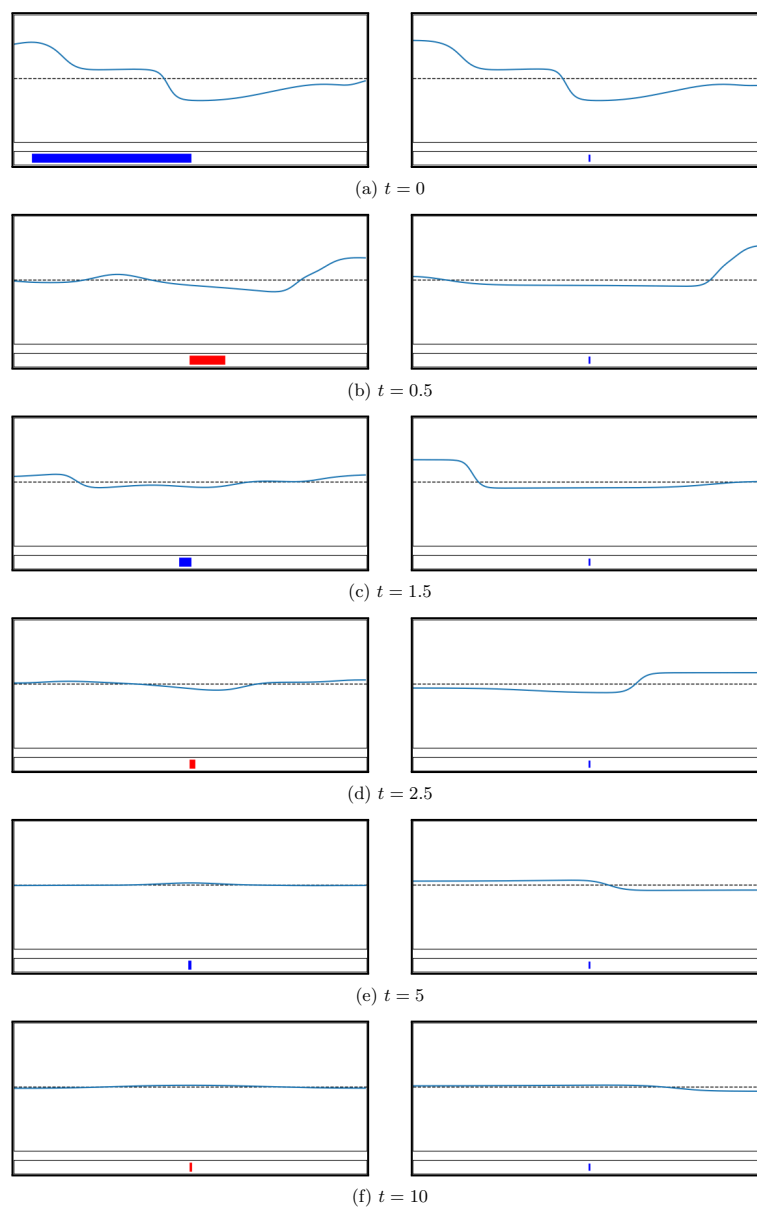 (a) t = 0
(b) t = 0.5
(c) t = 1.5
(d) t = 2.5
(e) t = 5
(f) t = 10